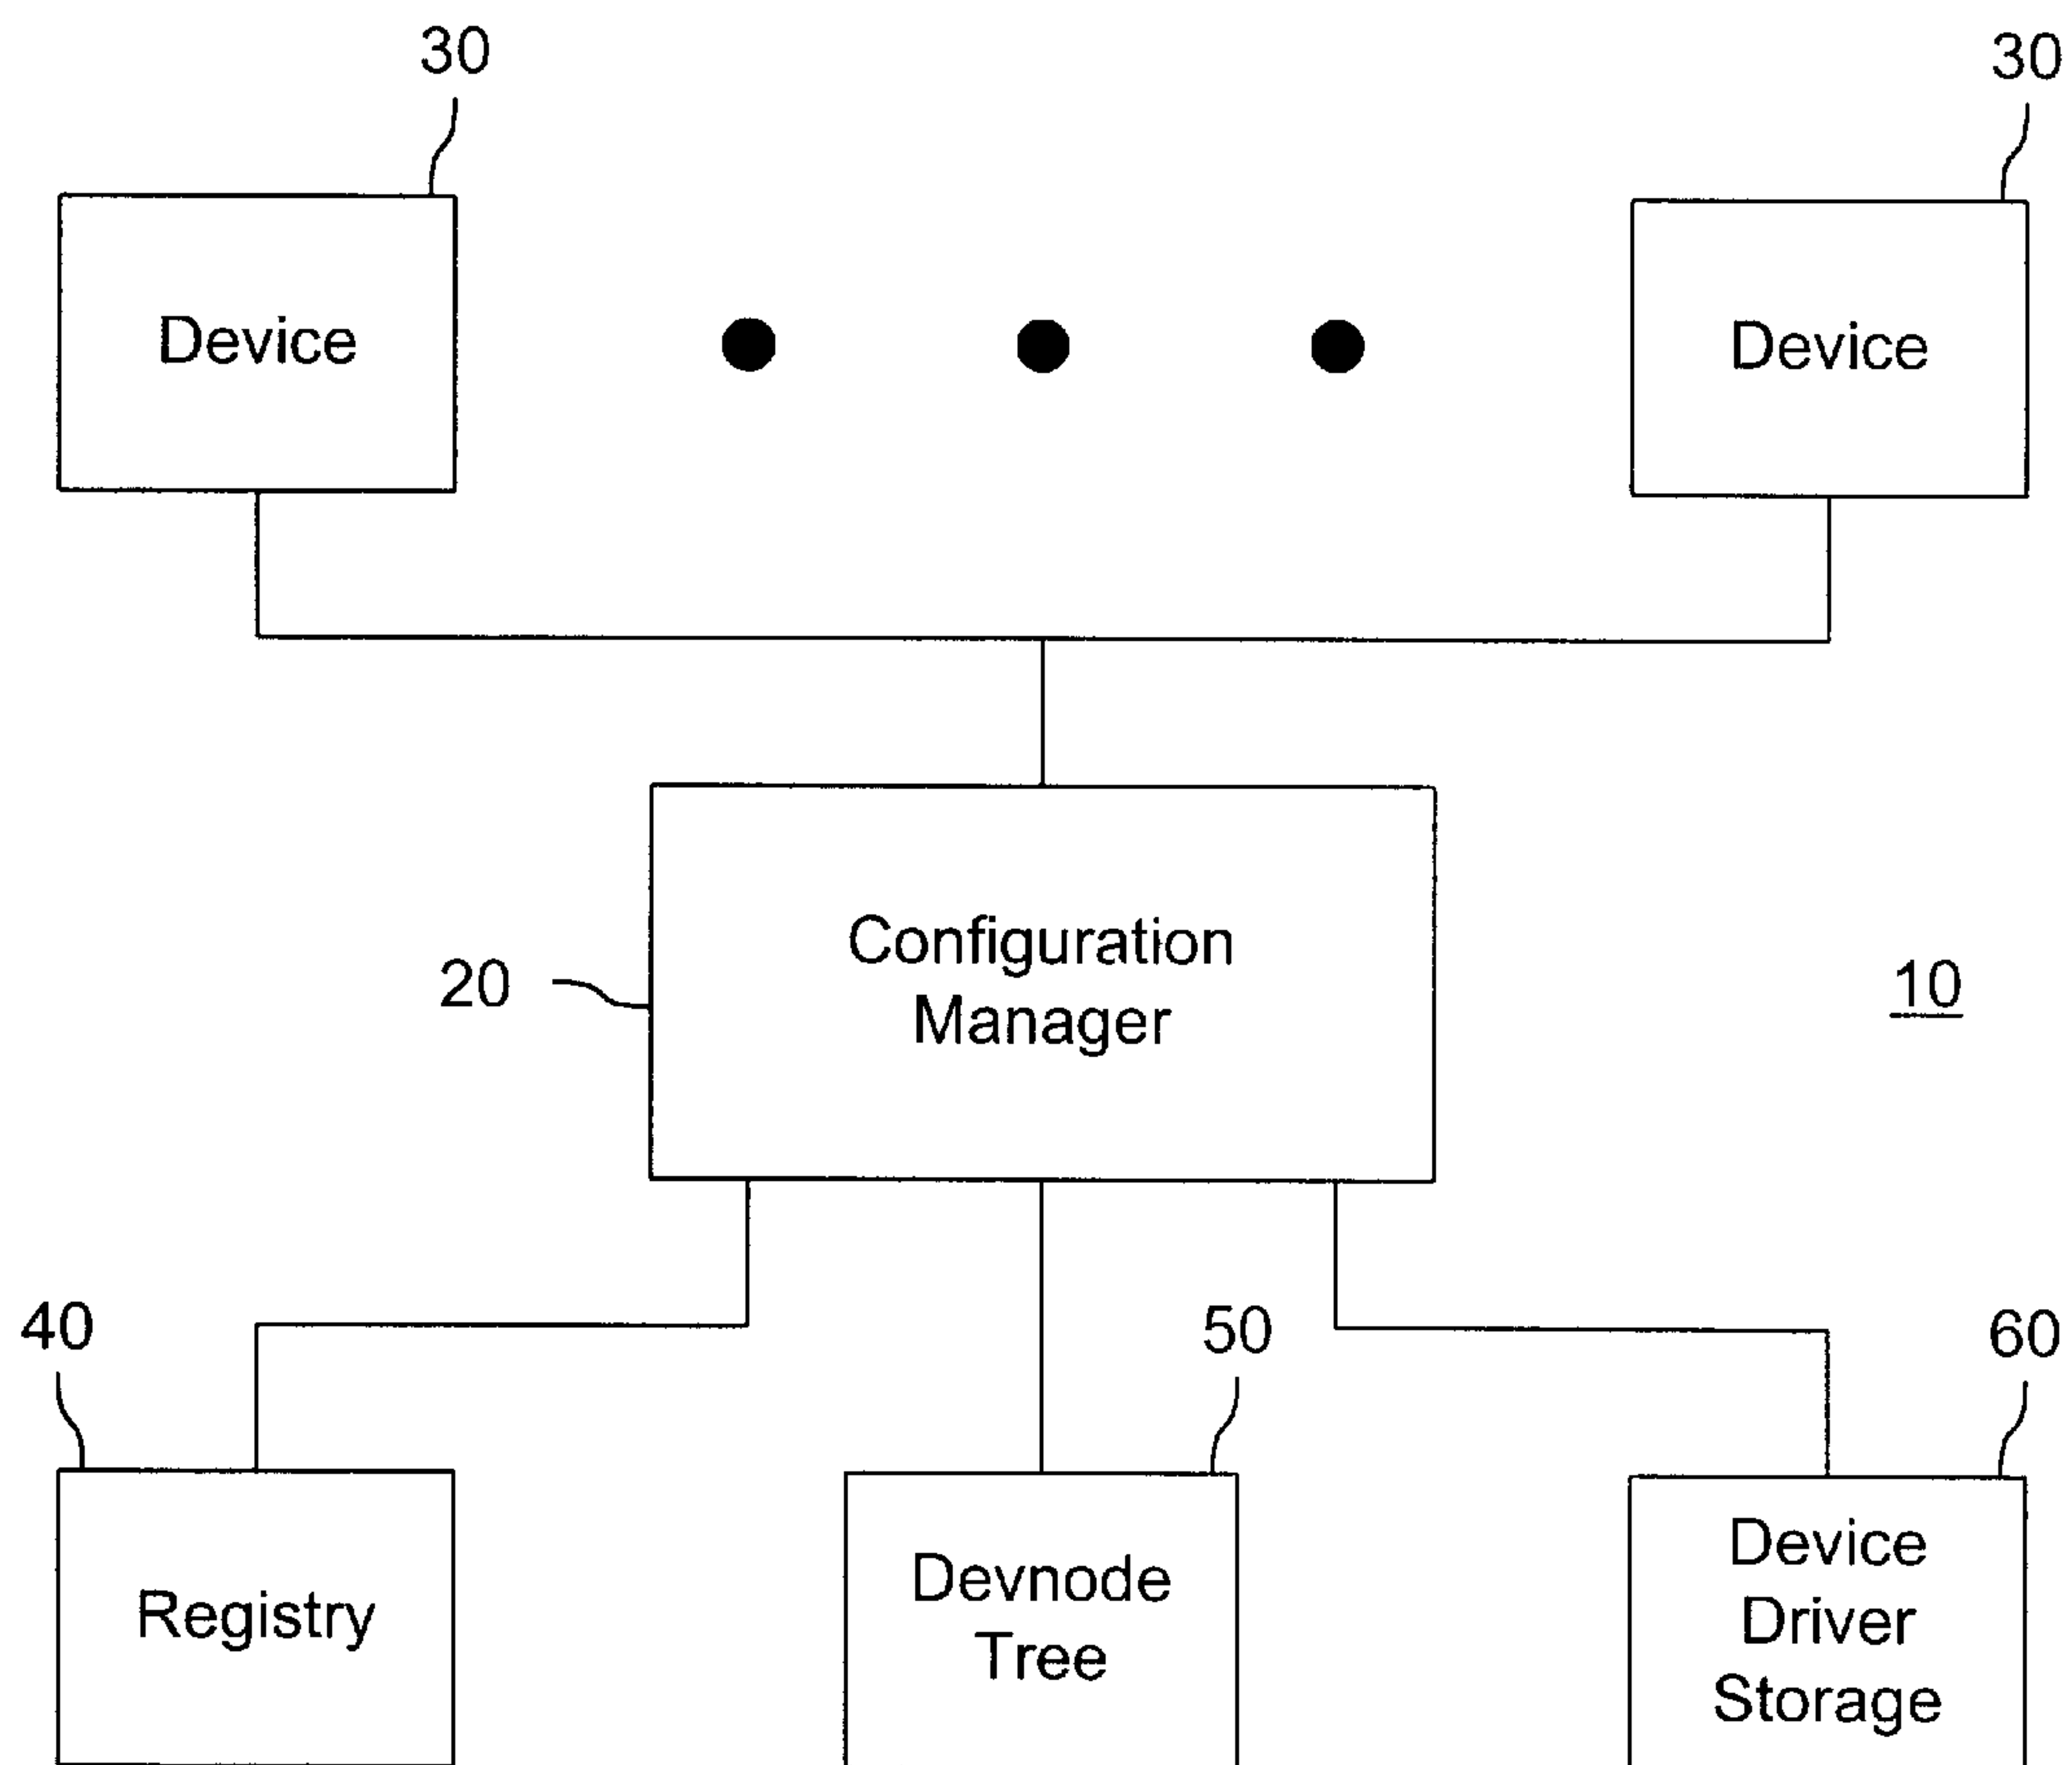 30
30
Device
Device
Configuration
Manager
20
10
40
50
60
Registry
Devnode
Tree
Device
Driver
Storage